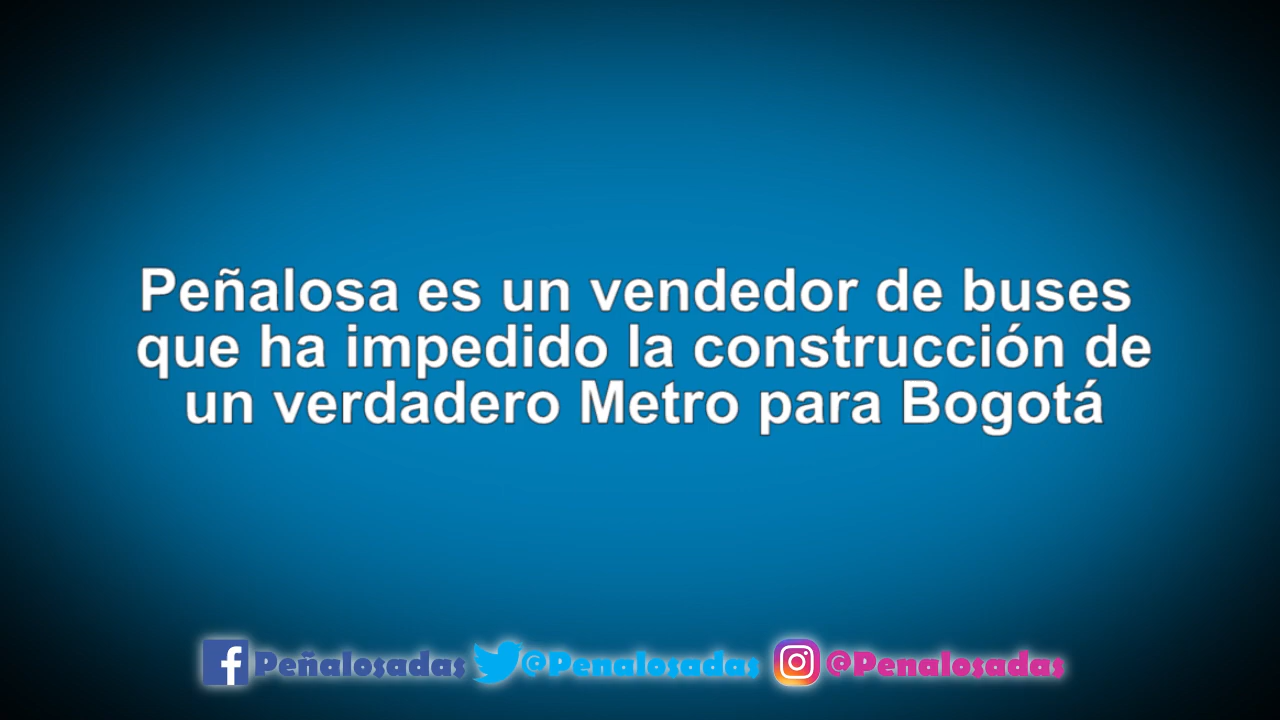 Peñalosa es un vendedor de buses
que ha impedido la construcción de
un verdadero Metro para Bogotá
Peñalosadas @Penalosadas @Penalosadas